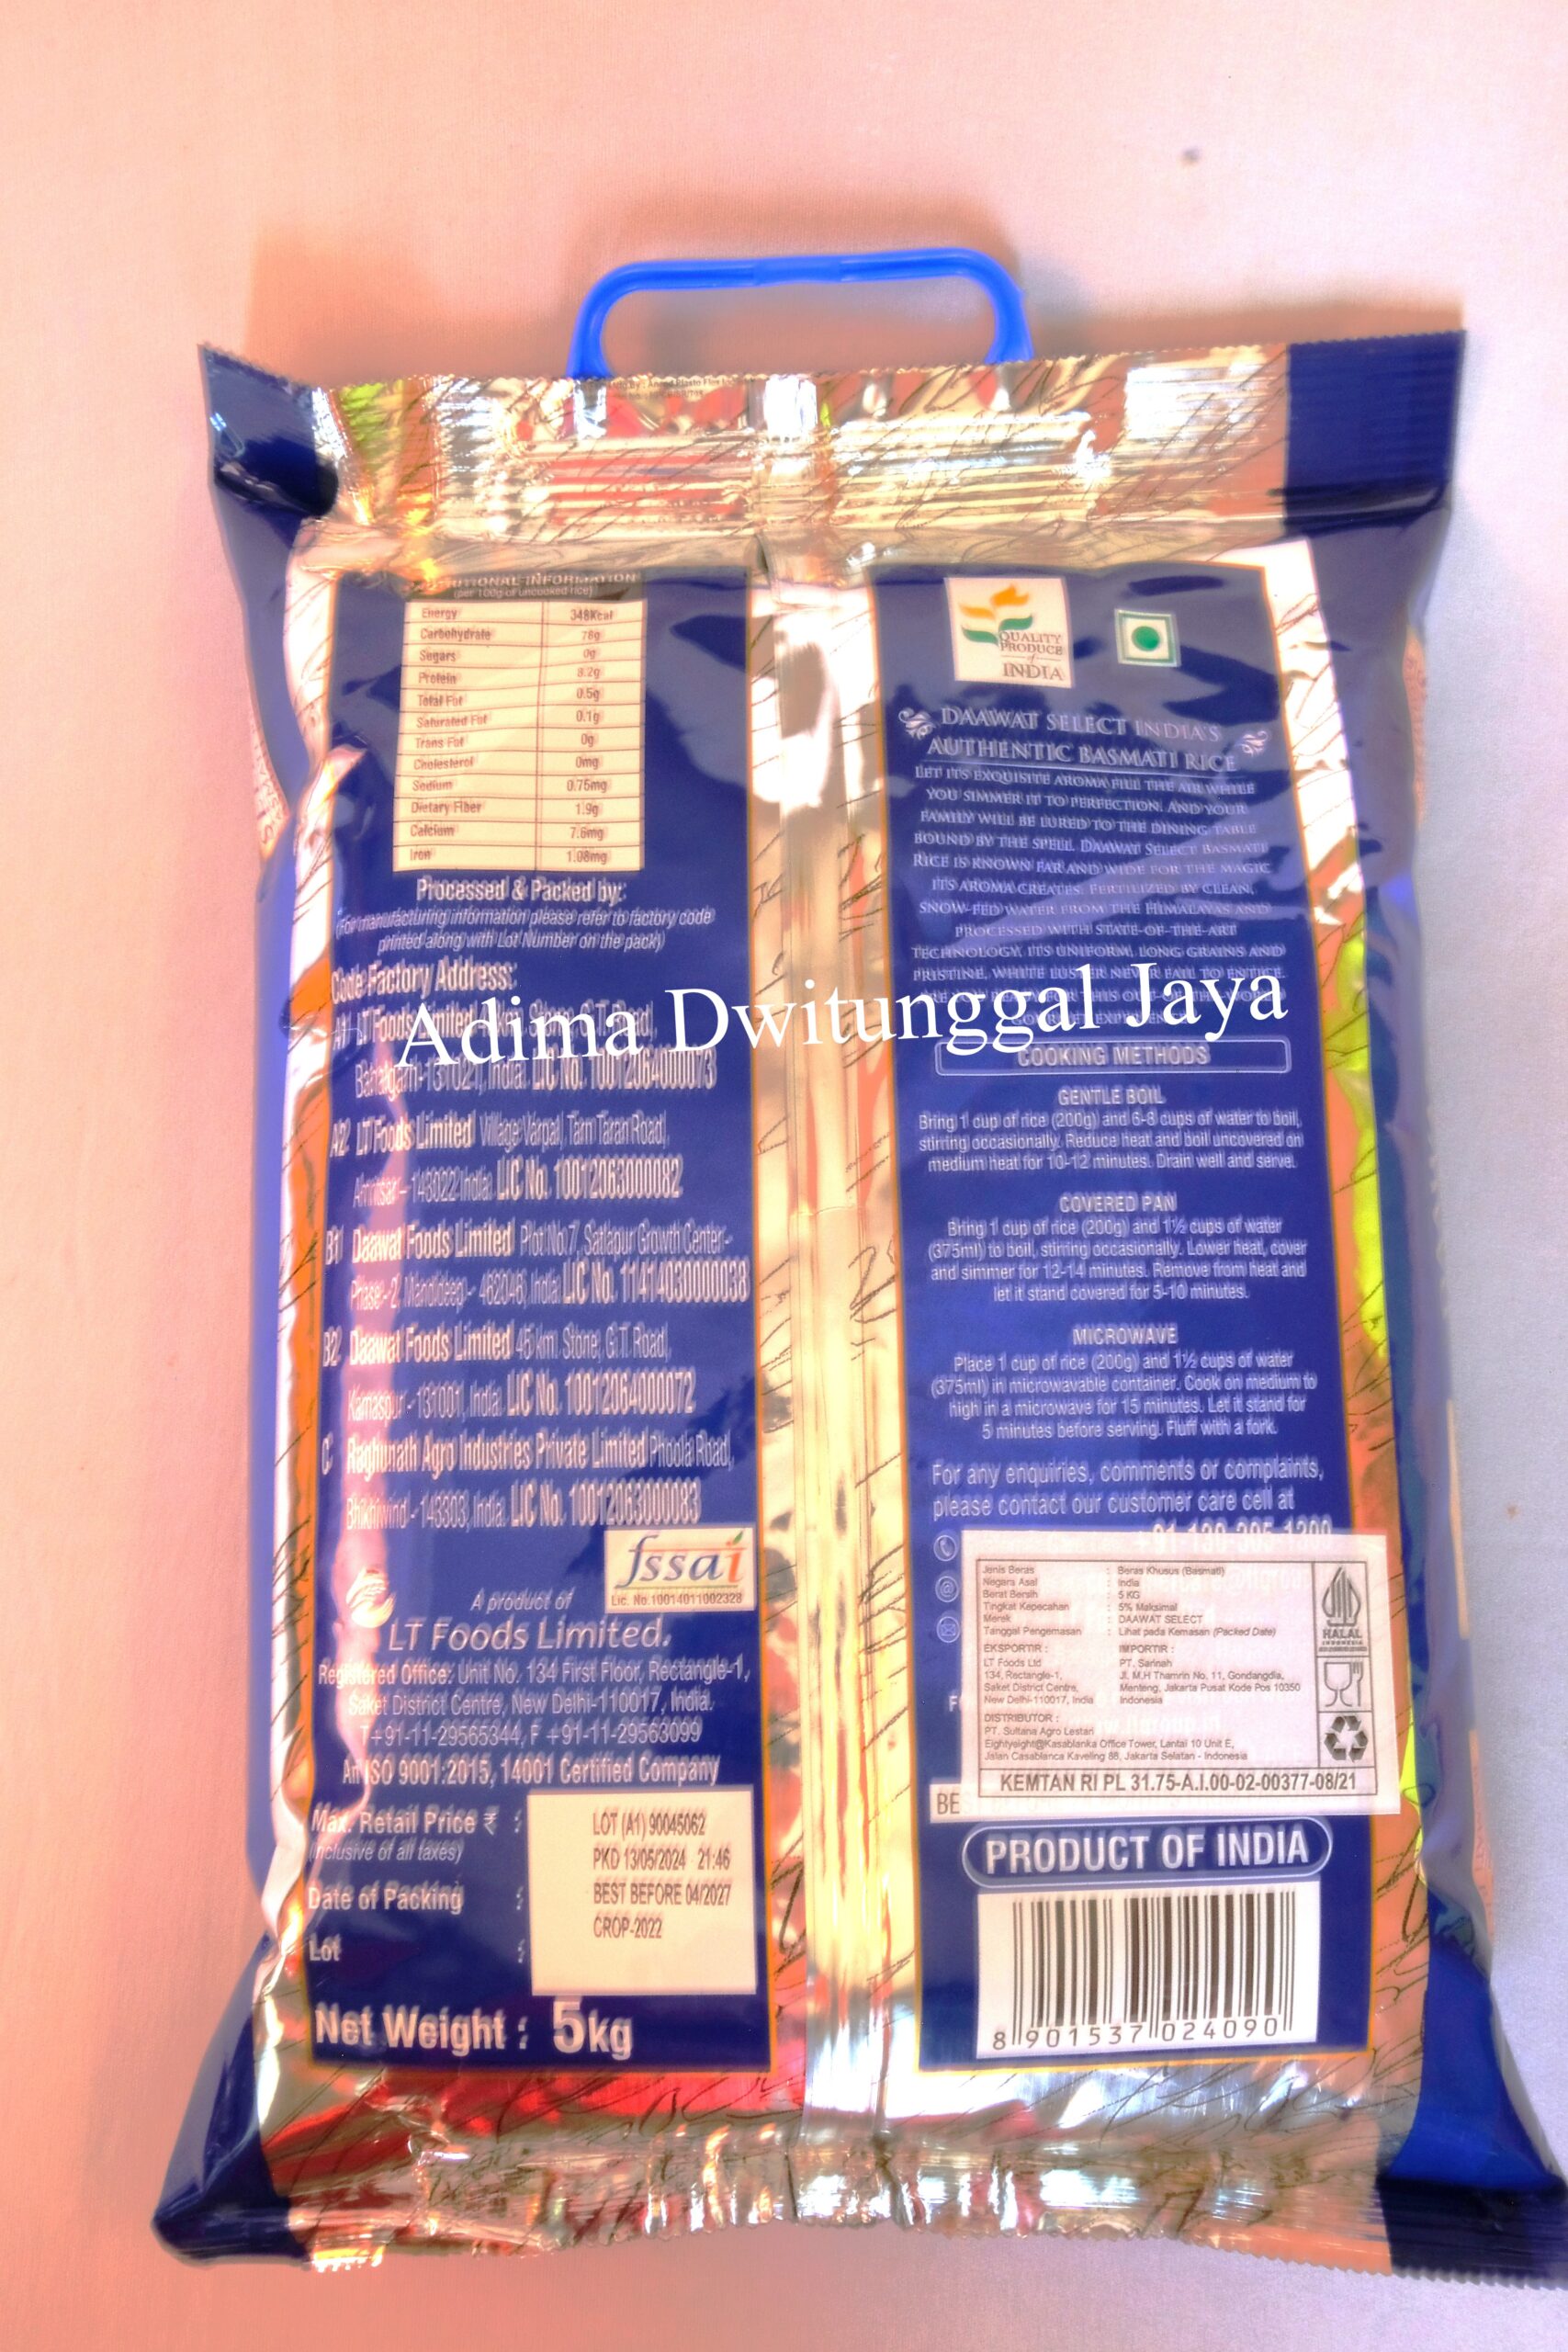 NUTRITIONAL INFORMATION
(per 100g of uncooked rice)
Energy 348Kcal
Carbohydrate 78g
Sugars 0g
Protein 8.2g
Total Fat 0.5g
Saturated Fat 0.1g
Trans Fat 0g
Cholesterol 0mg
Sodium 0.75mg
Dietary Fiber 1.9g
Calcium 7.6mg
Iron 1.08mg
Processed & Packed by:
(For manufacturing information please refer to factory code
printed along with Lot Number on the pack)
Code Factory Address:
A1 LT Foods Limited Stone, G.T. Road,
Bahalgarh-131021, India. LIC No. 10012064000073
A2 LT Foods Limited Village Varpal, Tarn Taran Road,
Amritsar - 143022 India. LIC No. 10012063000082
B1 Daawat Foods Limited Plot No.7, Satlapur Growth Center-
Phase-2, Mandideep - 462046, India. LIC No. 11414030000038
B2 Daawat Foods Limited 45 km. Stone, G.T. Road,
Kamaspur - 131001, India. LIC No. 10012064000072
C Raghunath Agro Industries Private Limited Phoola Road,
Bhikhiwind - 145303, India. LIC No. 10012063000083
fssai
Lic. No.10014011002328
A product of
LT Foods Limited.
Registered Office: Unit No. 134 First Floor, Rectangle-1,
Saket District Centre, New Delhi-110017, India.
T +91-11-29565344, F +91-11-29563099
An ISO 9001:2015, 14001 Certified Company
Max. Retail Price ₹ :
(inclusive of all taxes)
Date of Packing :
Lot :
LOT (A1) 90045062
PKD 13/05/2024 21:46
BEST BEFORE 04/2027
CROP-2022
Net Weight : 5kg
QUALITY
PRODUCE
of
INDIA
DAAWAT SELECT INDIA'S
AUTHENTIC BASMATI RICE
LET ITS EXQUISITE AROMA FILL THE AIR WHILE
YOU SIMMER IT TO PERFECTION. AND YOUR
FAMILY WILL BE LURED TO THE DINING TABLE
BOUND BY THE SPELL. DAAWAT SELECT BASMATI
RICE IS KNOWN FAR AND WIDE FOR THE MAGIC
ITS AROMA CREATES. FERTILIZED BY CLEAN,
SNOW-FED WATER FROM THE HIMALAYAS AND
PROCESSED WITH STATE-OF-THE-ART
TECHNOLOGY, ITS UNIFORM, LONG GRAINS AND
PRISTINE, WHITE LUSTER NEVER FAIL TO ENTICE.
ARE YOU READY FOR THIS OUT-OF-THE-WORLD
GOURMET EXPERIENCE
Adima Dwitunggal Jaya
COOKING METHODS
GENTLE BOIL
Bring 1 cup of rice (200g) and 6-8 cups of water to boil,
stirring occasionally. Reduce heat and boil uncovered on
medium heat for 10-12 minutes. Drain well and serve.
COVERED PAN
Bring 1 cup of rice (200g) and 1½ cups of water
(375ml) to boil, stirring occasionally. Lower heat, cover
and simmer for 12-14 minutes. Remove from heat and
let it stand covered for 5-10 minutes.
MICROWAVE
Place 1 cup of rice (200g) and 1½ cups of water
(375ml) in microwavable container. Cook on medium to
high in a microwave for 15 minutes. Let it stand for
5 minutes before serving. Fluff with a fork.
For any enquiries, comments or complaints,
please contact our customer care cell at
+91-130-305-1200
Jenis Beras : Beras Khusus (Basmati)
Negara Asal : India
Berat Bersih : 5 KG
Tingkat Kepecahan : 5% Maksimal
Merek : DAAWAT SELECT
Tanggal Pengemasan : Lihat pada Kemasan (Packed Date)
EKSPORTIR : IMPORTIR :
LT Foods Ltd PT. Sarinah
134, Rectangle-1, Jl. M.H Thamrin No. 11, Gondangdia,
Saket District Centre, Menteng, Jakarta Pusat Kode Pos 10350
New Delhi-110017, India Indonesia
DISTRIBUTOR :
PT. Sultana Agro Lestari
Eightyeight@Kasablanka Office Tower, Lantai 10 Unit E,
Jalan Casablanca Kaveling 88, Jakarta Selatan - Indonesia
HALAL
INDONESIA
KEMTAN RI PL 31.75-A.I.00-02-00377-08/21
BE
PRODUCT OF INDIA
8 901537 024090